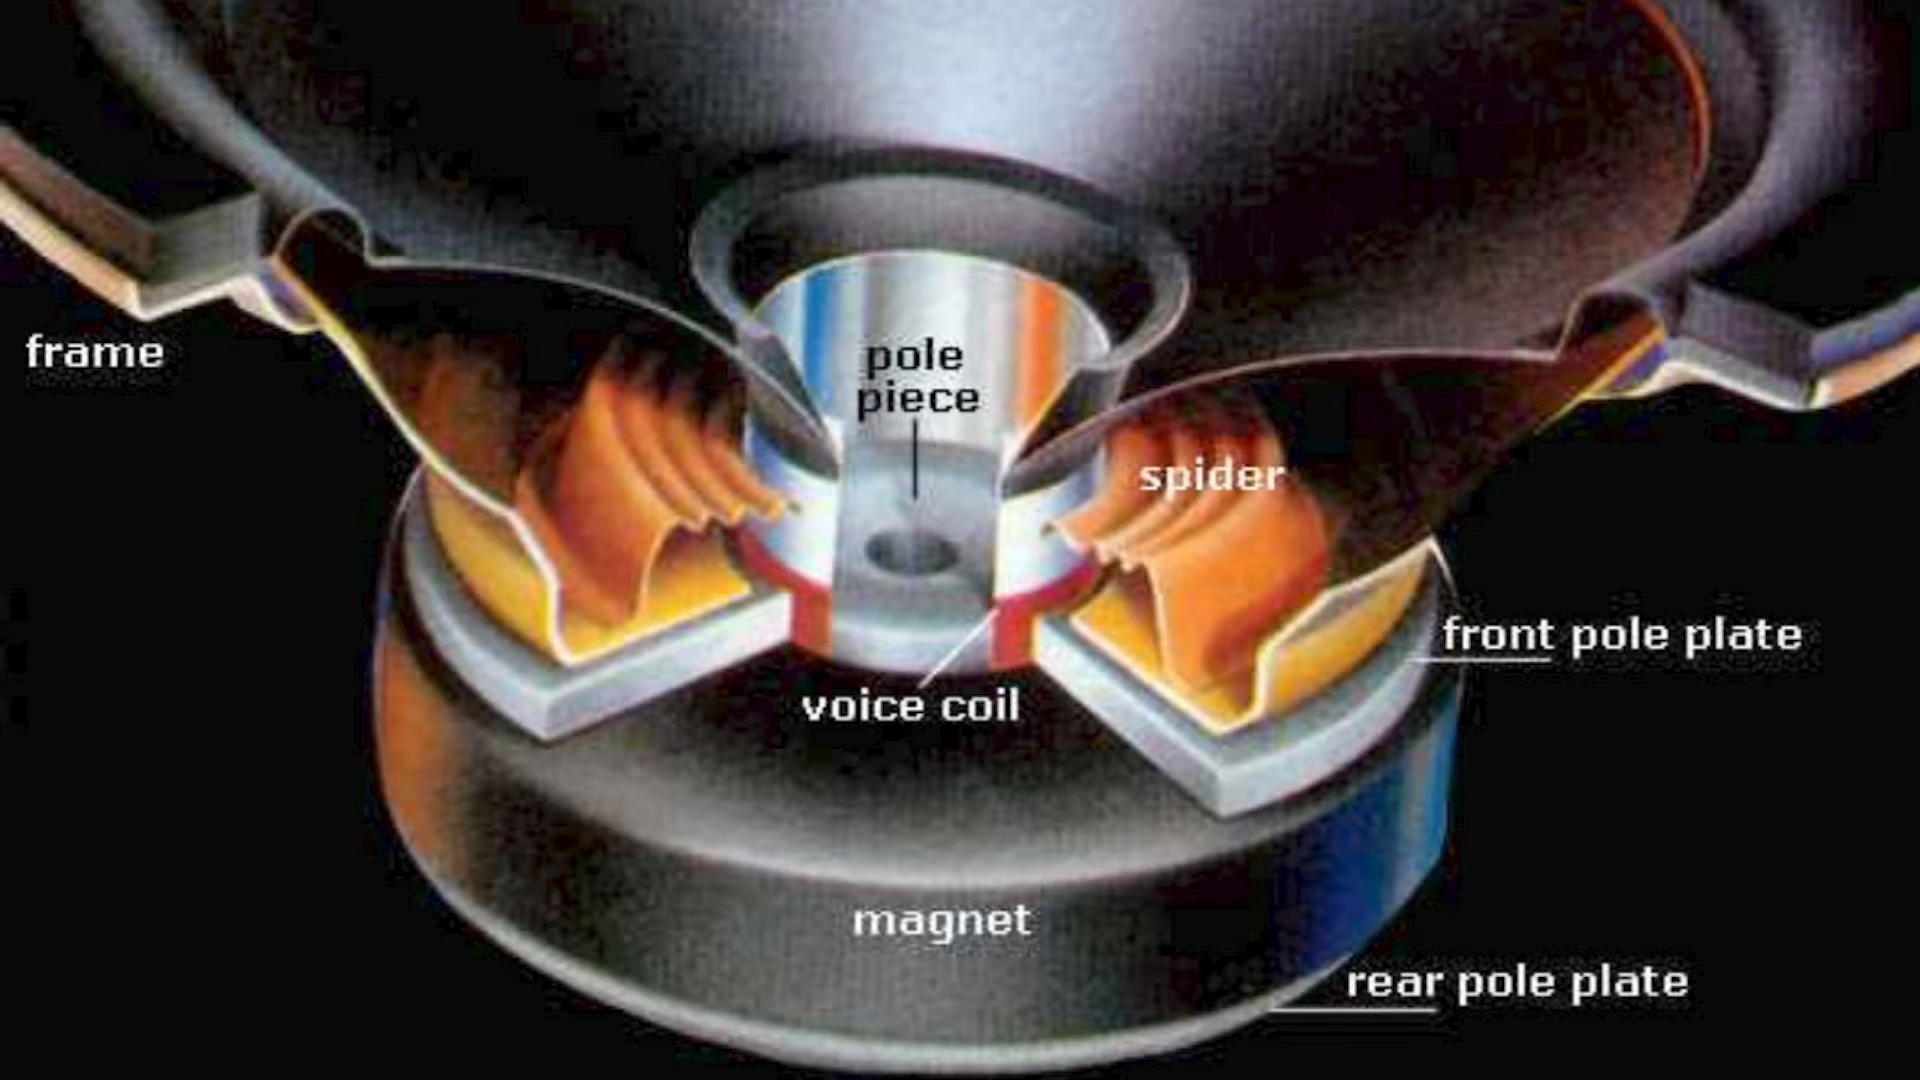 frame
pole
piece
spider
front pole plate
voice coil
magnet
rear pole plate